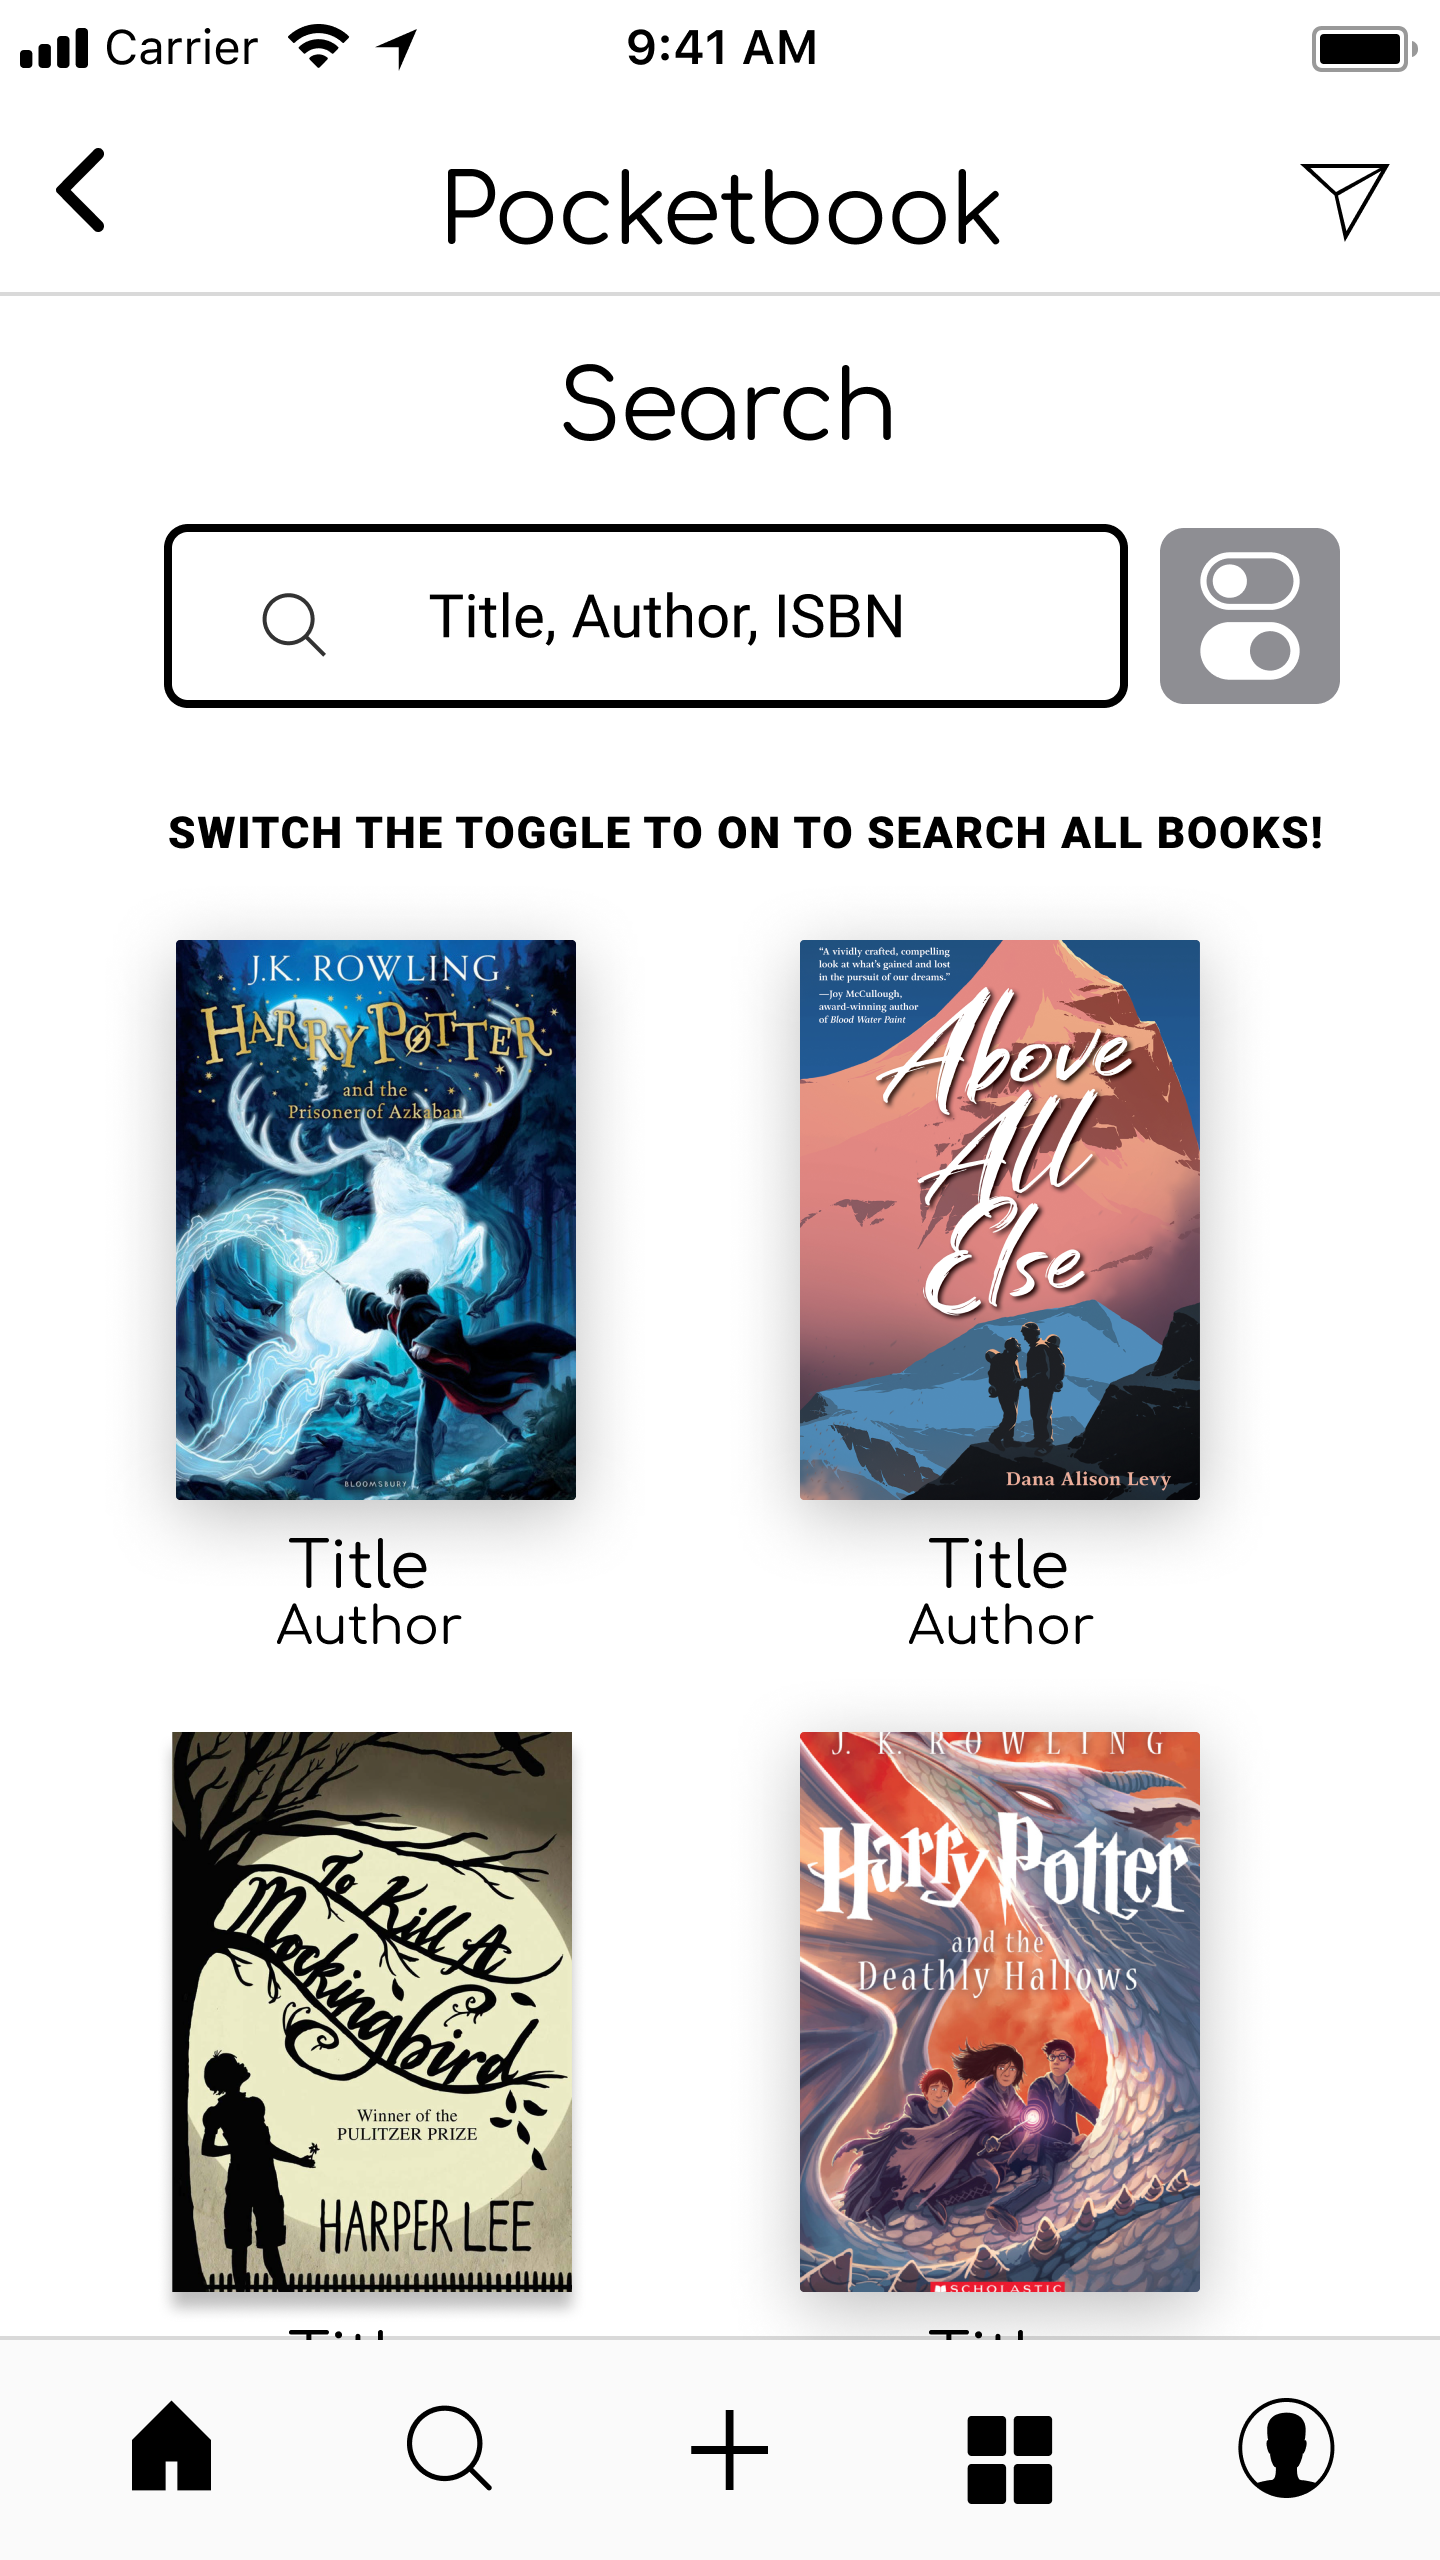 Carrier 9:41 AM
Pocketbook
Search
Title, Author, ISBN
SWITCH THE TOGGLE TO ON TO SEARCH ALL BOOKS!
J.K. ROWLING
HARRY POTTER
and the
Prisoner of Azkaban
BLOOMSBURY
"A vividly crafted, compelling
look at what's gained and lost
in the pursuit of our dreams."
—Joy McCullough,
award-winning author
of Blood Water Paint
Above
All
Else
Dana Alison Levy
Title
Author
Title
Author
To Kill A
Mockingbird
Winner of the
PULITZER PRIZE
HARPER LEE
J. K. ROWLING
Harry Potter
and the
Deathly Hallows
SCHOLASTIC